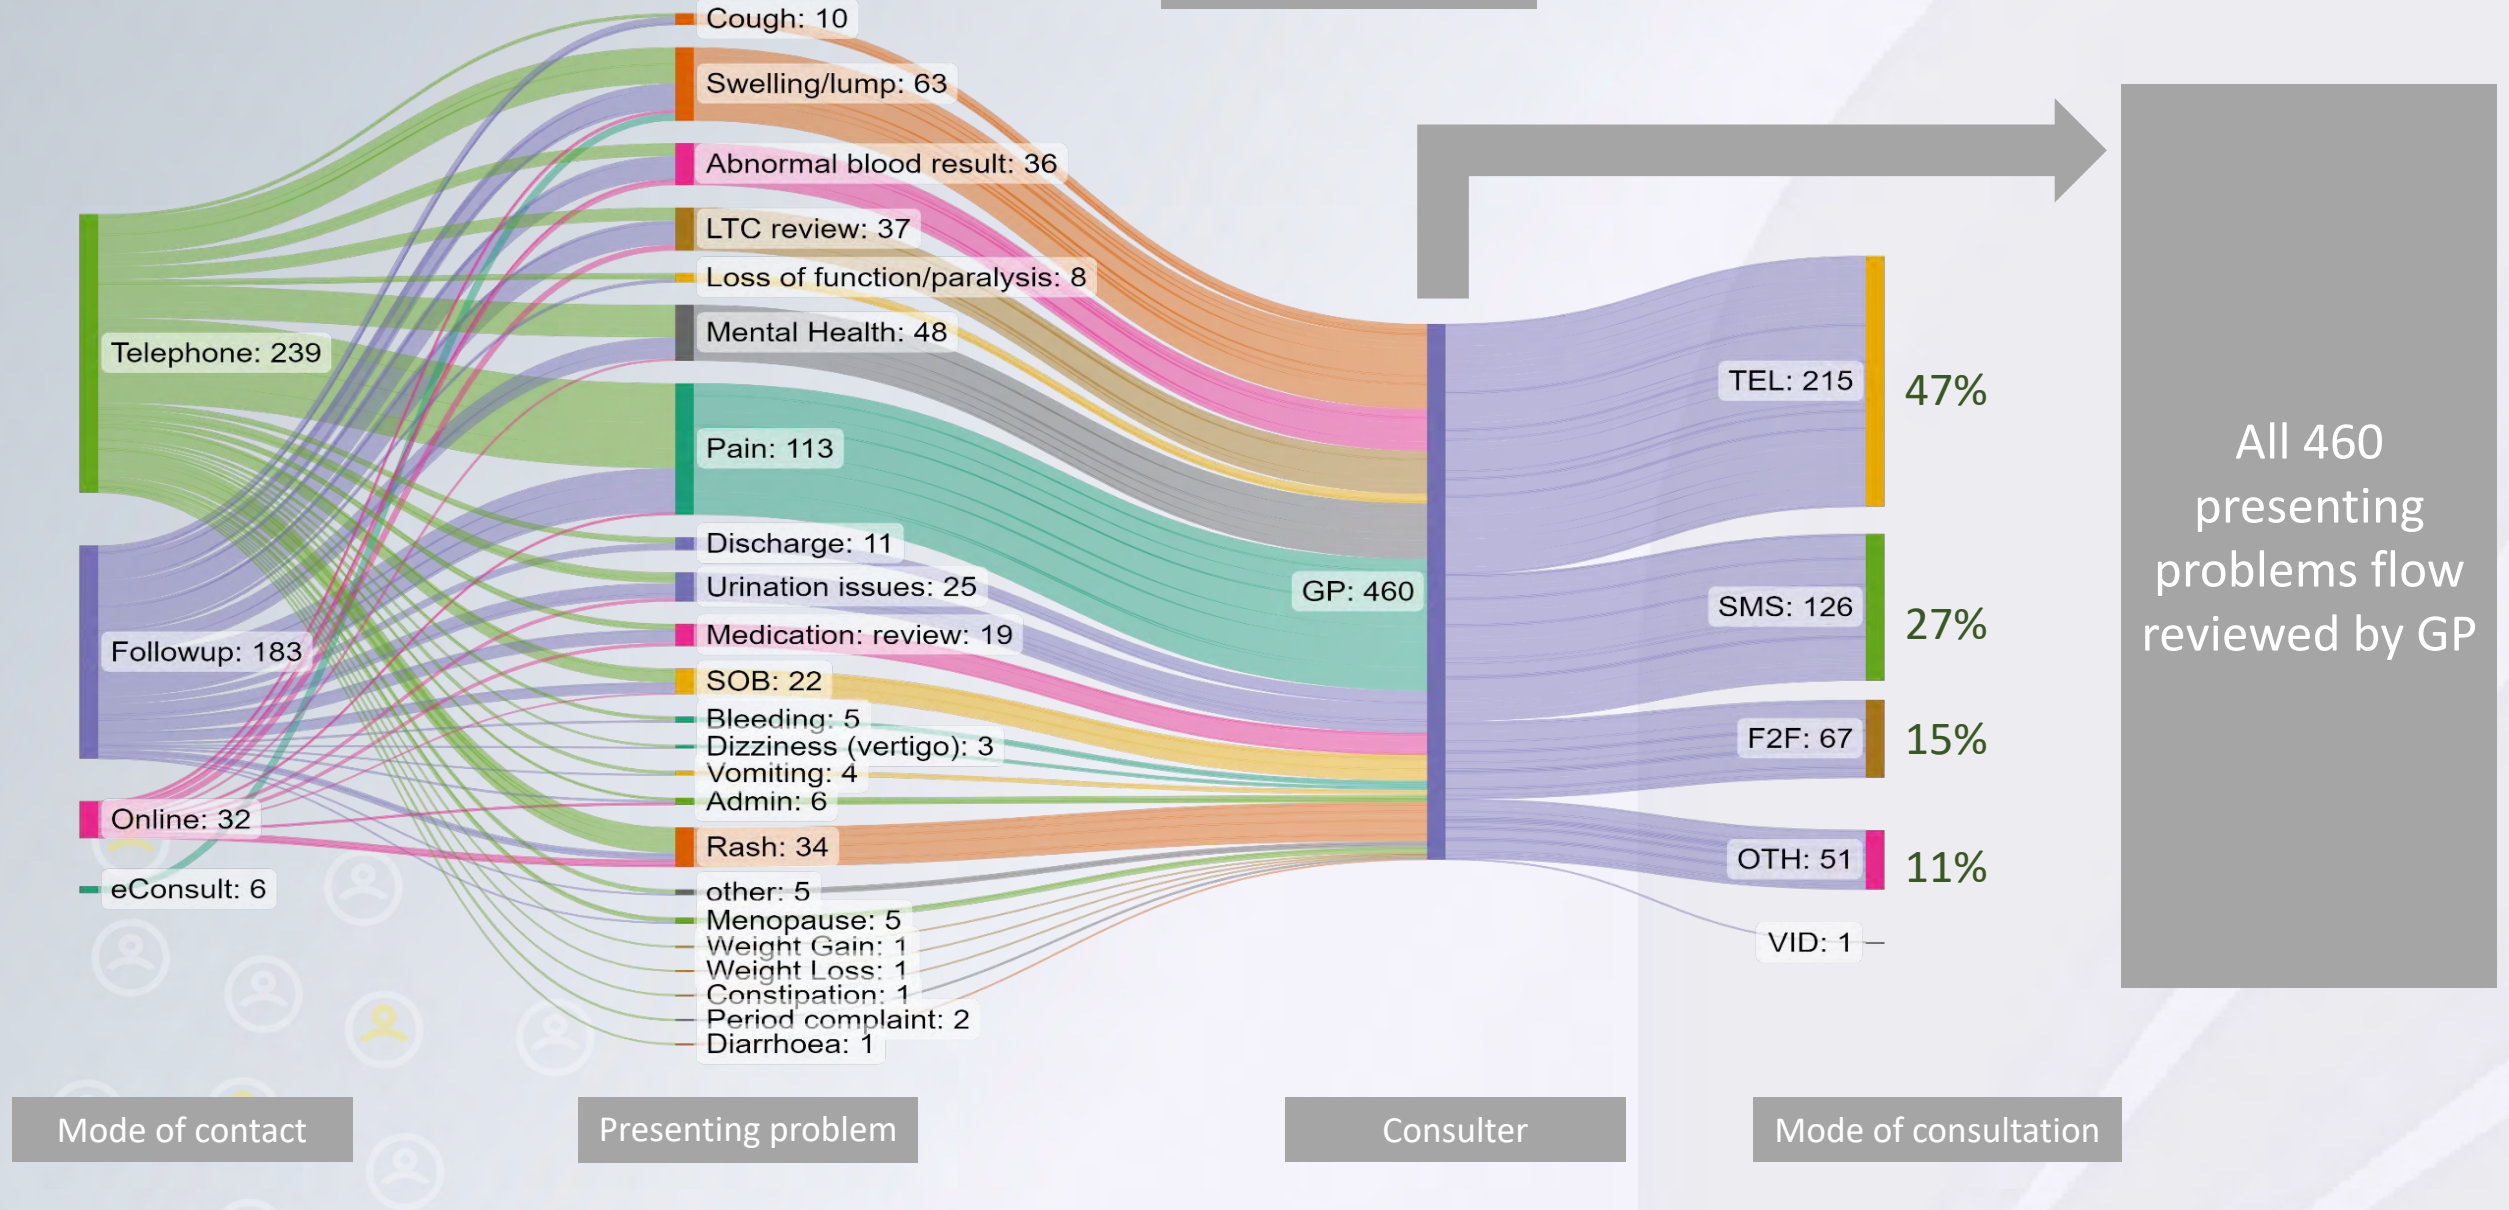 Cough: 10
Swelling/lump: 63
Abnormal blood result: 36
LTC review: 37
Loss of function/paralysis: 8
Mental Health: 48
Telephone: 239
Pain: 113
Discharge: 11
Urination issues: 25
Medication: review: 19
Followup: 183
SOB: 22
Bleeding: 5
Dizziness (vertigo): 3
Vomiting: 4
Admin: 6
Online: 32
Rash: 34
eConsult: 6
other: 5
Menopause: 5
Weight Gain: 1
Weight Loss: 1
Constipation: 1
Period complaint: 2
Diarrhoea: 1
GP: 460
TEL: 215
47%
SMS: 126
27%
F2F: 67
15%
OTH: 51
11%
VID: 1
All 460
presenting
problems flow
reviewed by GP
Mode of contact
Presenting problem
Consulter
Mode of consultation